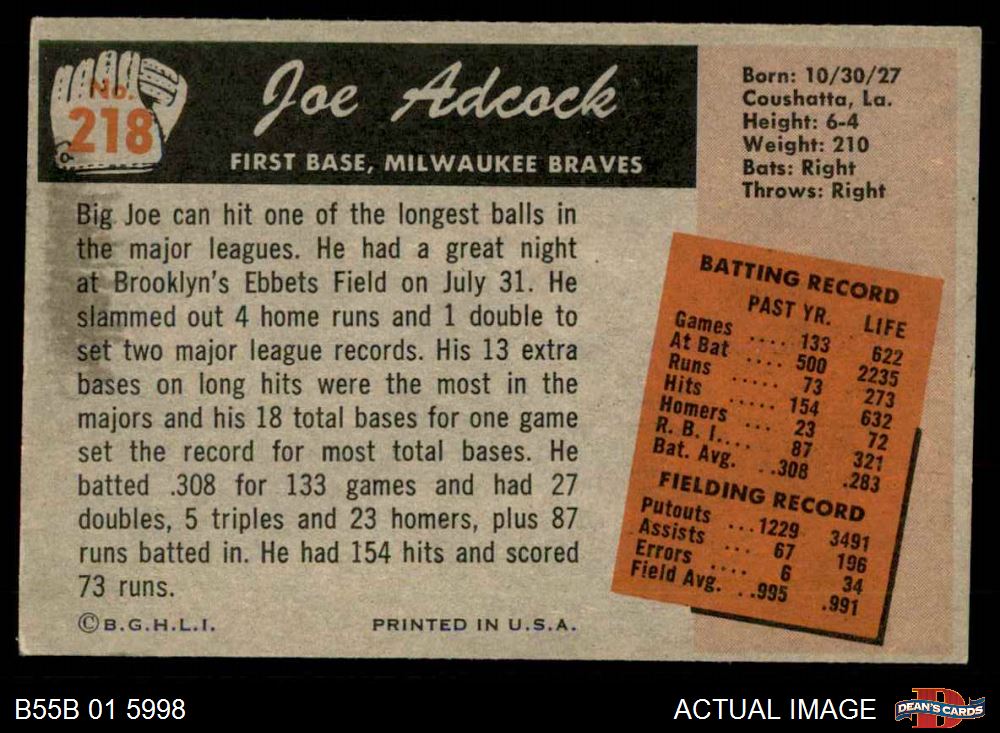 No.
218
Joe Adcock
FIRST BASE, MILWAUKEE BRAVES
Born: 10/30/27
Coushatta, La.
Height: 6-4
Weight: 210
Bats: Right
Throws: Right
Big Joe can hit one of the longest balls in
the major leagues. He had a great night
at Brooklyn's Ebbets Field on July 31. He
slammed out 4 home runs and 1 double to
set two major league records. His 13 extra
bases on long hits were the most in the
majors and his 18 total bases for one game
set the record for most total bases. He
batted .308 for 133 games and had 27
doubles, 5 triples and 23 homers, plus 87
runs batted in. He had 154 hits and scored
73 runs.
©B.G.H.L.I. PRINTED IN U.S.A.
BATTING RECORD
PAST YR. LIFE
Games .... 133 622
At Bat .... 500 2235
Runs ..... 73 273
Hits ..... 154 632
Homers ... 23 72
R. B. I.... 87 321
Bat. Avg. ..308 .283
FIELDING RECORD
Putouts ...1229 3491
Assists ... 67 196
Errors .... 6 34
Field Avg. ..995 .991
B55B 01 5998 ACTUAL IMAGE DEAN'S CARDS